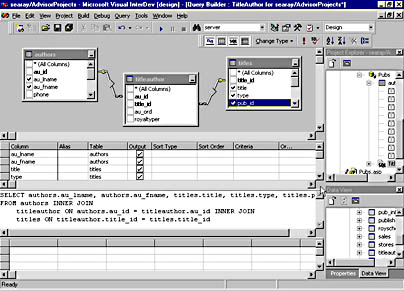 searay/AdvisorProjects - Microsoft Visual InterDev [design] - [Query Builder : TitleAuthor for searay/AdvisorProjects*]
File Edit View Project Build Debug Query Tools Window Help
server
Design
Change Type
authors
* (All Columns)
au_id
au_lname
au_fname
phone
titleauthor
* (All Columns)
au_id
title_id
au_ord
royaltyper
titles
* (All Columns)
title_id
title
type
pub_id
Column Alias Table Output Sort Type Sort Order Criteria Or...
au_lname authors
au_fname authors
title titles
type titles
SELECT authors.au_lname, authors.au_fname, titles.title, titles.type, titles.p
FROM authors INNER JOIN
titleauthor ON authors.au_id = titleauthor.au_id INNER JOIN
titles ON titleauthor.title_id = titles.title_id
Ready
Project Explorer - searay/A
Pubs
aut
Tit
Pubs.asp
Data View
pub_inf
publish
sales
stores
titleaut
Properties
Data View